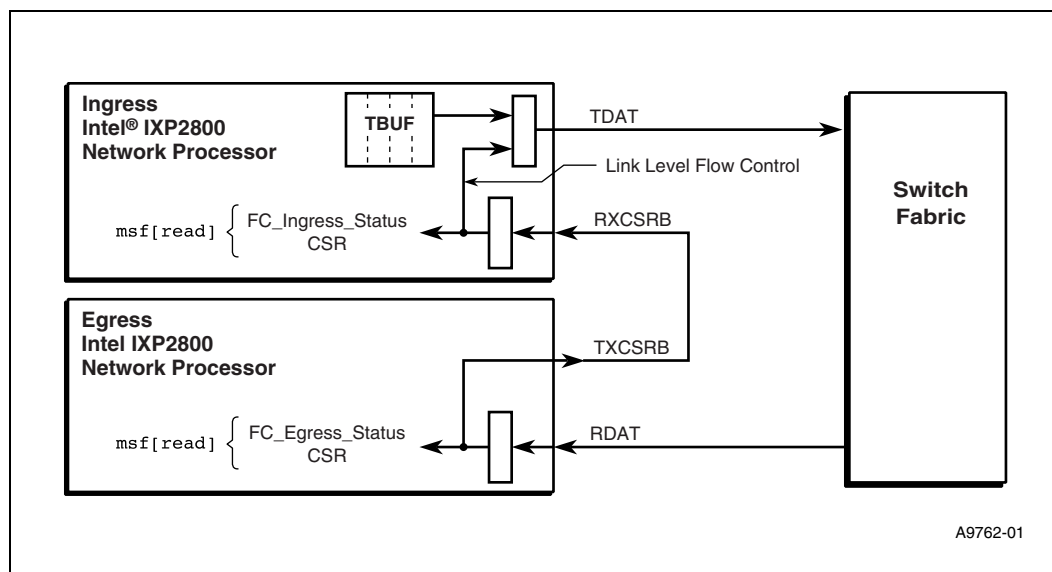 Ingress
Intel® IXP2800
Network Processor
TBUF
TDAT
Link Level Flow Control
msf[read]
FC_Ingress_Status
CSR
RXCSRB
Switch
Fabric
Egress
Intel IXP2800
Network Processor
TXCSRB
msf[read]
FC_Egress_Status
CSR
RDAT
A9762-01